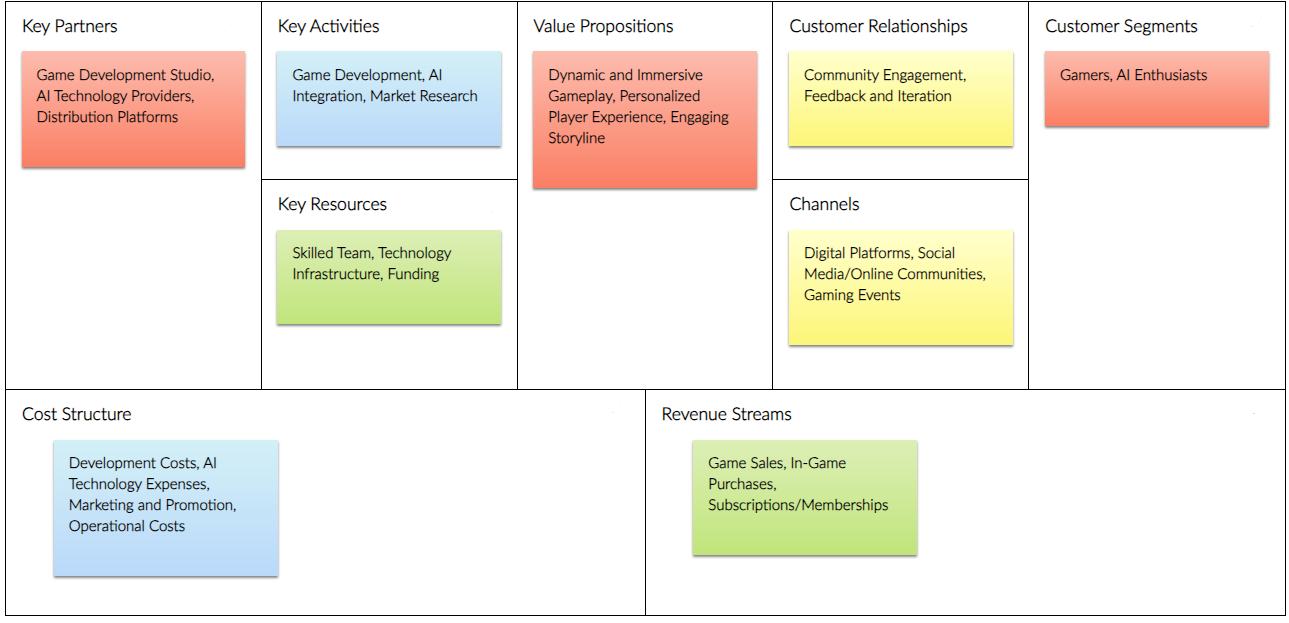 Key Partners
Game Development Studio,
AI Technology Providers,
Distribution Platforms
Key Activities
Game Development, AI
Integration, Market Research
Key Resources
Skilled Team, Technology
Infrastructure, Funding
Value Propositions
Dynamic and Immersive
Gameplay, Personalized
Player Experience, Engaging
Storyline
Customer Relationships
Community Engagement,
Feedback and Iteration
Channels
Digital Platforms, Social
Media/Online Communities,
Gaming Events
Customer Segments
Gamers, AI Enthusiasts
Cost Structure
Development Costs, AI
Technology Expenses,
Marketing and Promotion,
Operational Costs
Revenue Streams
Game Sales, In-Game
Purchases,
Subscriptions/Memberships